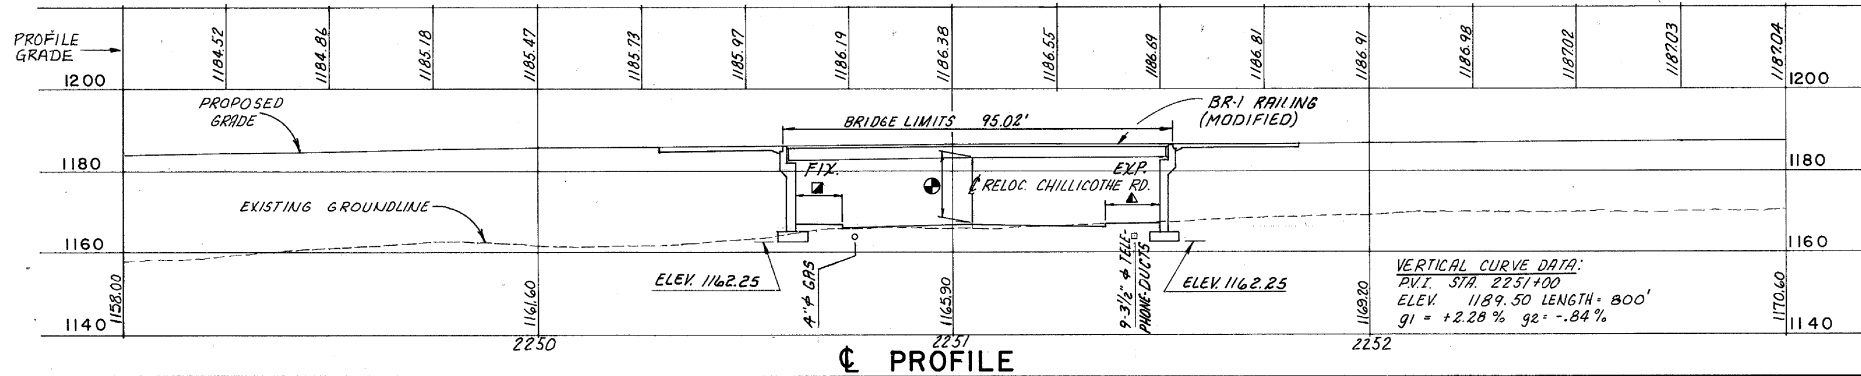 PROFILE
GRADE
1184.52
1184.86
1185.18
1185.47
1185.73
1185.97
1186.19
1186.38
1186.55
1186.69
1186.81
1186.91
1186.98
1187.02
1187.03
1187.04
1200
1200
PROPOSED
GRADE
BRIDGE LIMITS 95.02'
BR-1 RAILING
(MODIFIED)
1180
1180
FIX.
EXP.
℄ RELOC. CHILLICOTHE RD.
EXISTING GROUNDLINE
1160
1160
ELEV. 1162.25
4"φ GAS
9-3½" φ TELE-
PHONE-DUCTS
ELEV. 1162.25
VERTICAL CURVE DATA:
P.V.I. STA. 2251+00
ELEV. 1189.50 LENGTH = 800'
g1 = +2.28 % g2 = -.84 %
1158.00
1161.60
1165.90
1169.20
1170.60
1140
1140
2250
2251
2252
℄ PROFILE